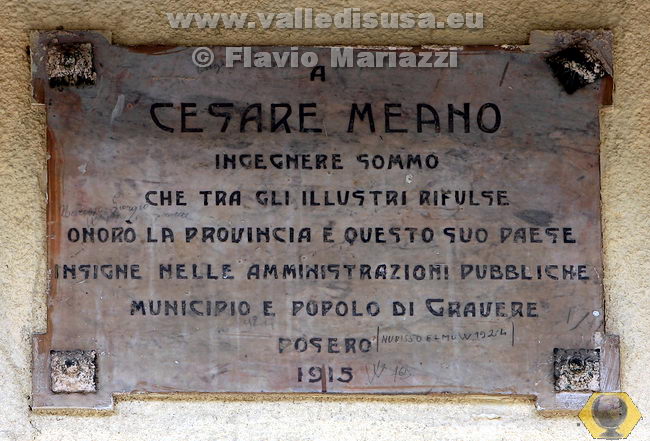 www.valledisusa.eu
© Flavio Mariazzi
A
CESARE MEANO
INGEGNERE SOMMO
CHE TRA GLI ILLUSTRI RIFULSE
ONORÒ LA PROVINCIA E QUESTO SUO PAESE
INSIGNE NELLE AMMINISTRAZIONI PUBBLICHE
MUNICIPIO E POPOLO DI GRAVERE
POSERO
1915